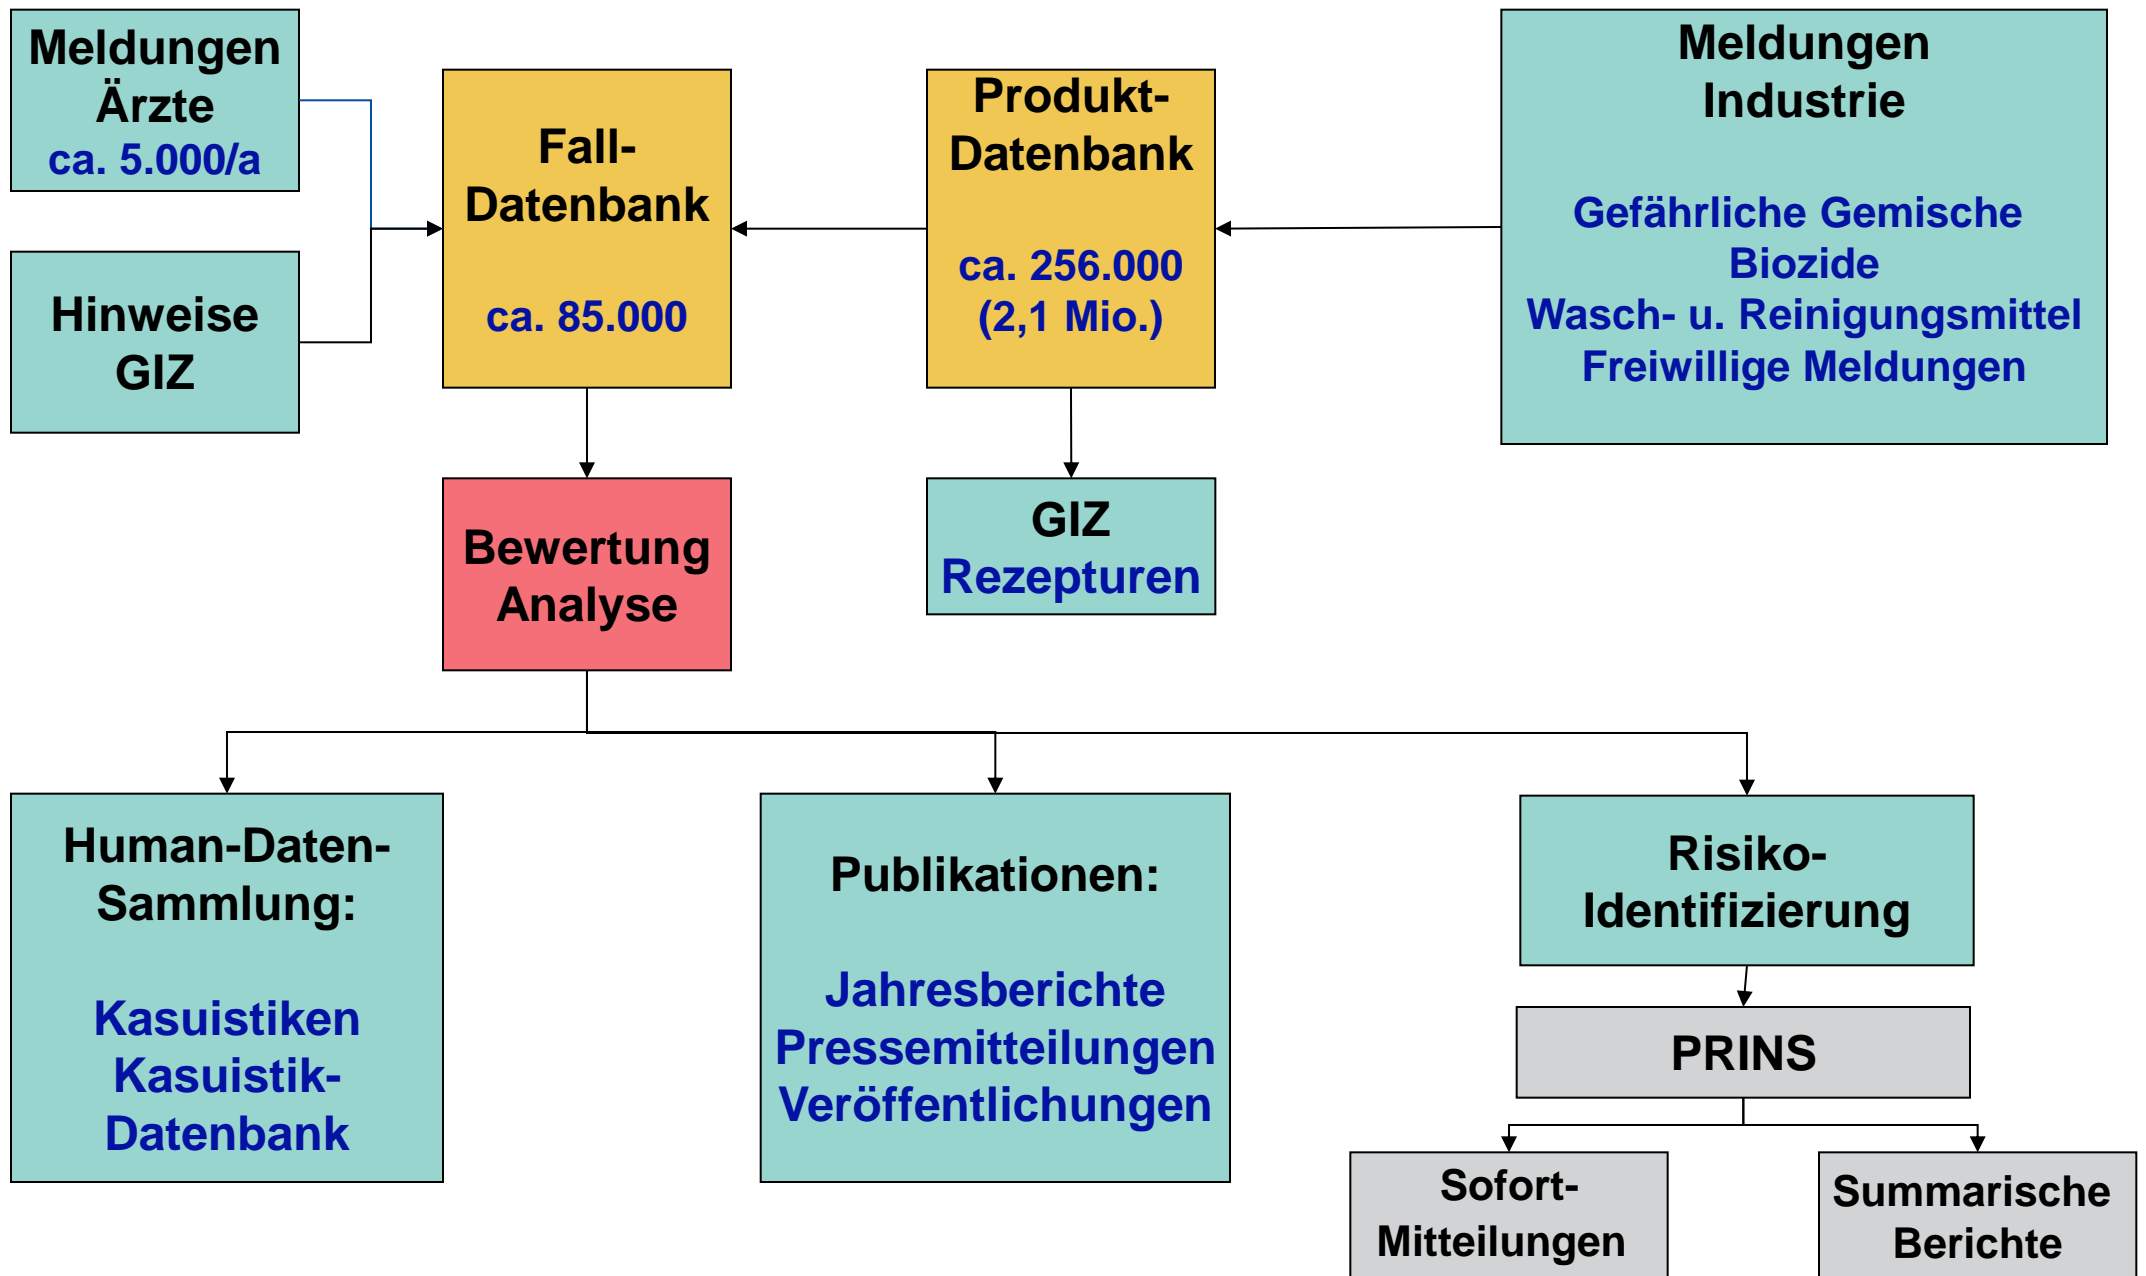 Meldungen
Ärzte
ca. 5.000/a
Hinweise
GIZ
Fall-
Datenbank
ca. 85.000
Produkt-
Datenbank
ca. 256.000
(2,1 Mio.)
Meldungen
Industrie
Gefährliche Gemische
Biozide
Wasch- u. Reinigungsmittel
Freiwillige Meldungen
Bewertung
Analyse
GIZ
Rezepturen
Human-Daten-
Sammlung:
Kasuistiken
Kasuistik-
Datenbank
Publikationen:
Jahresberichte
Pressemitteilungen
Veröffentlichungen
Risiko-
Identifizierung
PRINS
Sofort-
Mitteilungen
Summarische
Berichte